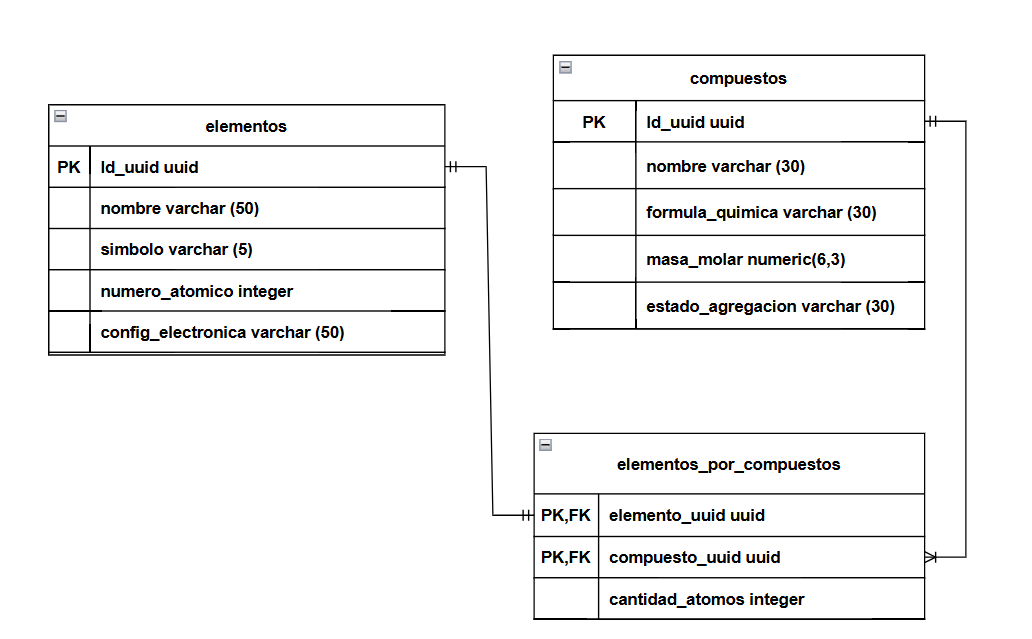 elementos
PK Id_uuid uuid
nombre varchar (50)
simbolo varchar (5)
numero_atomico integer
config_electronica varchar (50)
compuestos
PK Id_uuid uuid
nombre varchar (30)
formula_quimica varchar (30)
masa_molar numeric(6,3)
estado_agregacion varchar (30)
elementos_por_compuestos
PK,FK elemento_uuid uuid
PK,FK compuesto_uuid uuid
cantidad_atomos integer